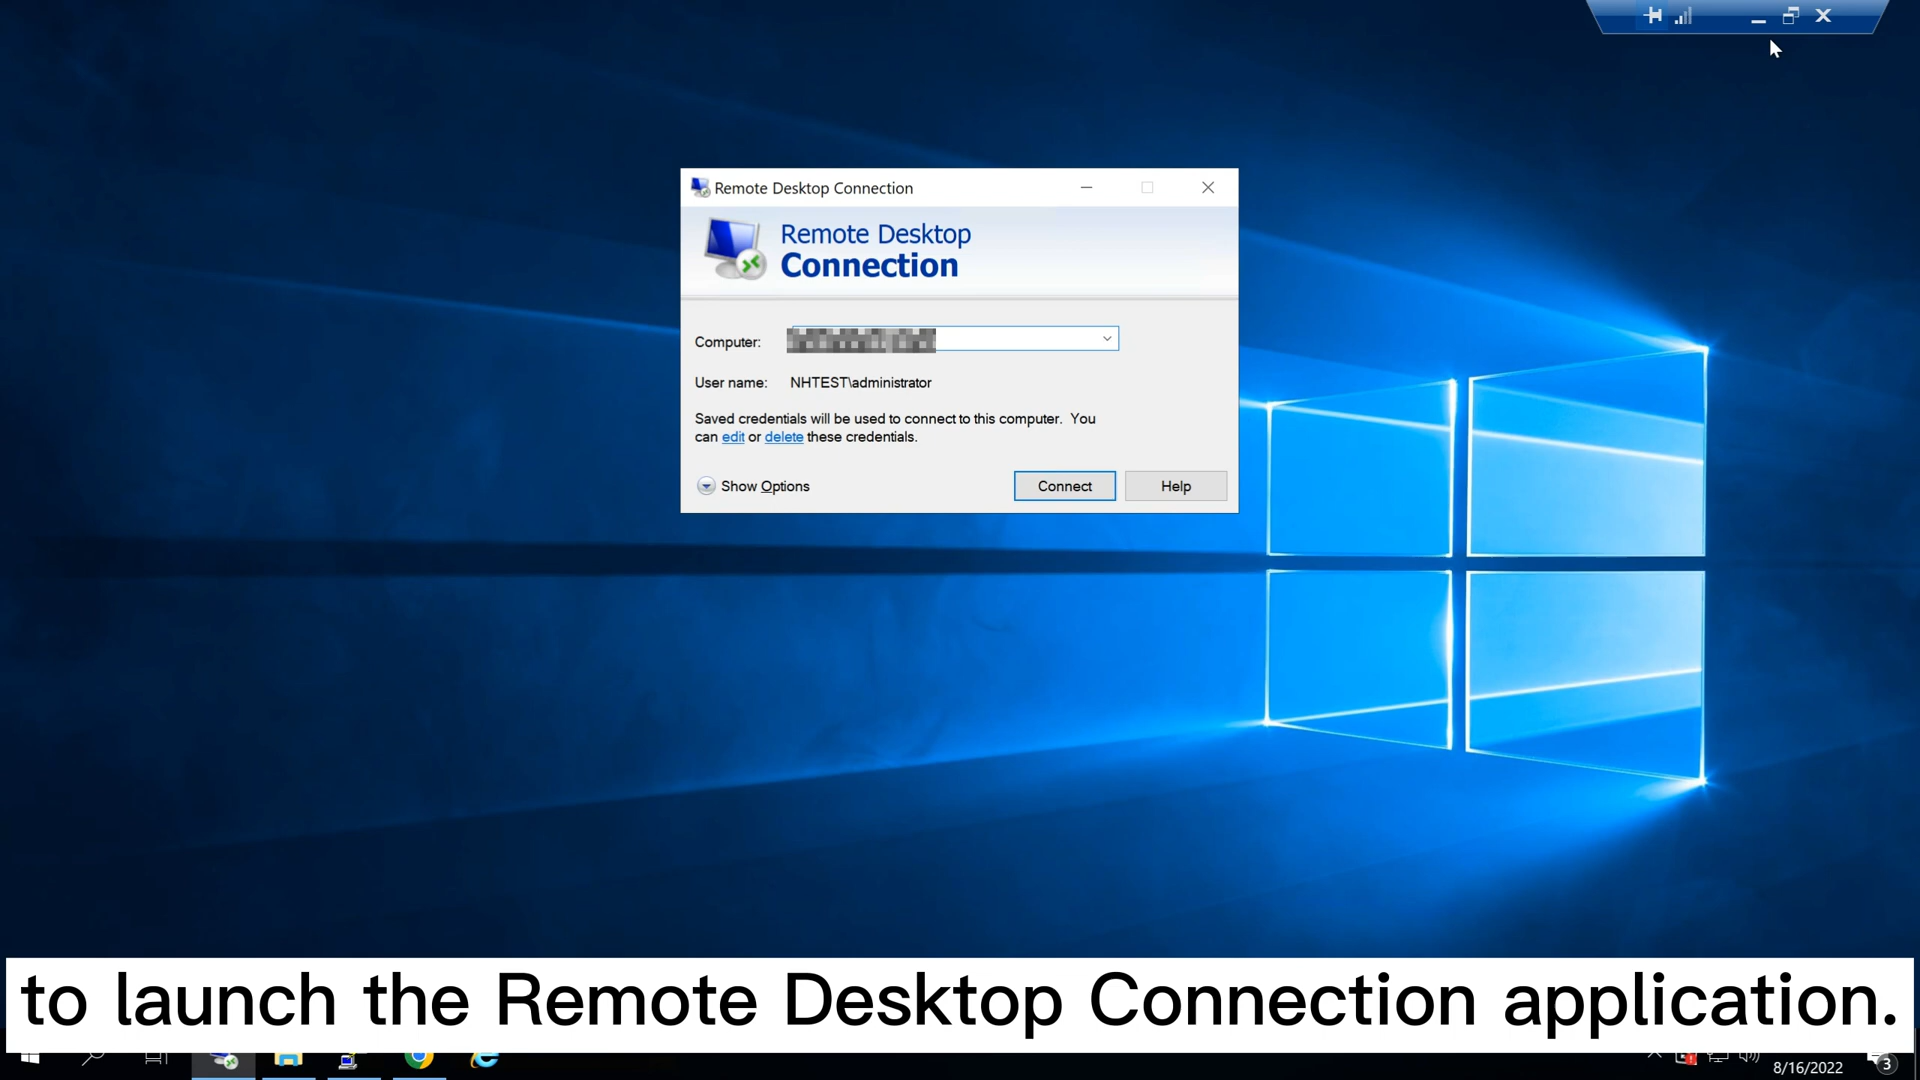 Remote Desktop Connection
Remote Desktop
Connection
Computer:
User name: NHTEST\administrator
Saved credentials will be used to connect to this computer. You
can edit or delete these credentials.
Show Options Connect Help
to launch the Remote Desktop Connection application.
8/16/2022 3